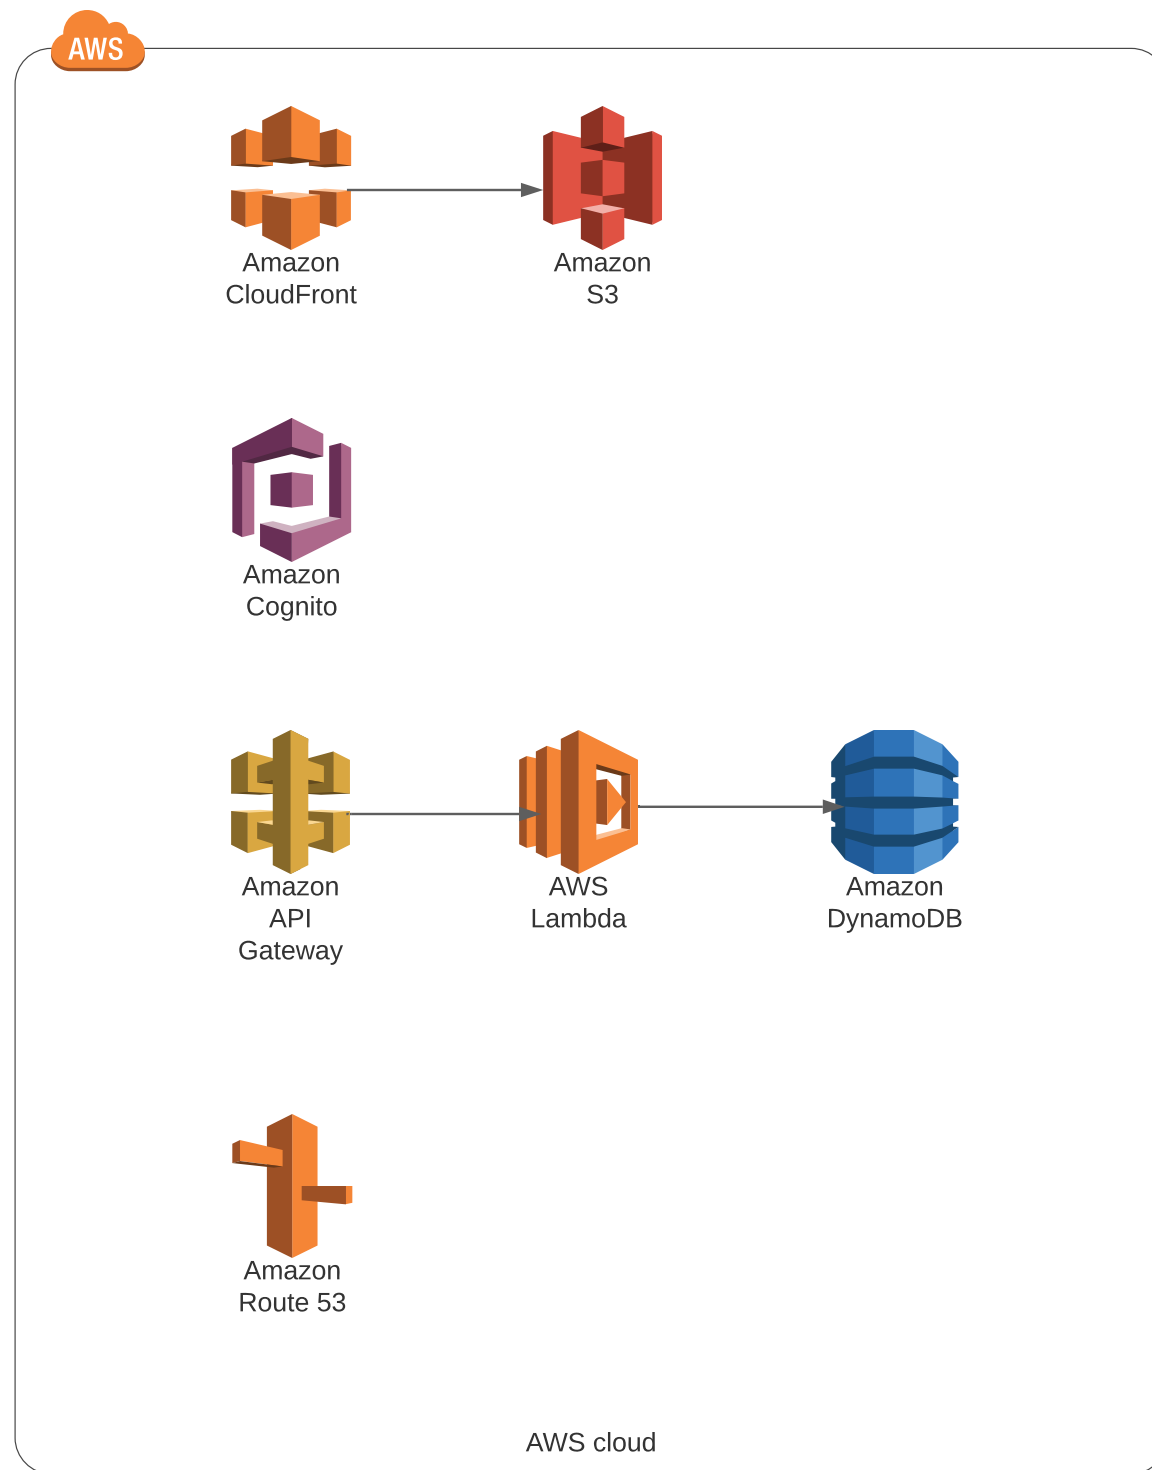 AWS
Amazon
CloudFront
Amazon
S3
Amazon
Cognito
Amazon
API
Gateway
AWS
Lambda
Amazon
DynamoDB
Amazon
Route 53
AWS cloud